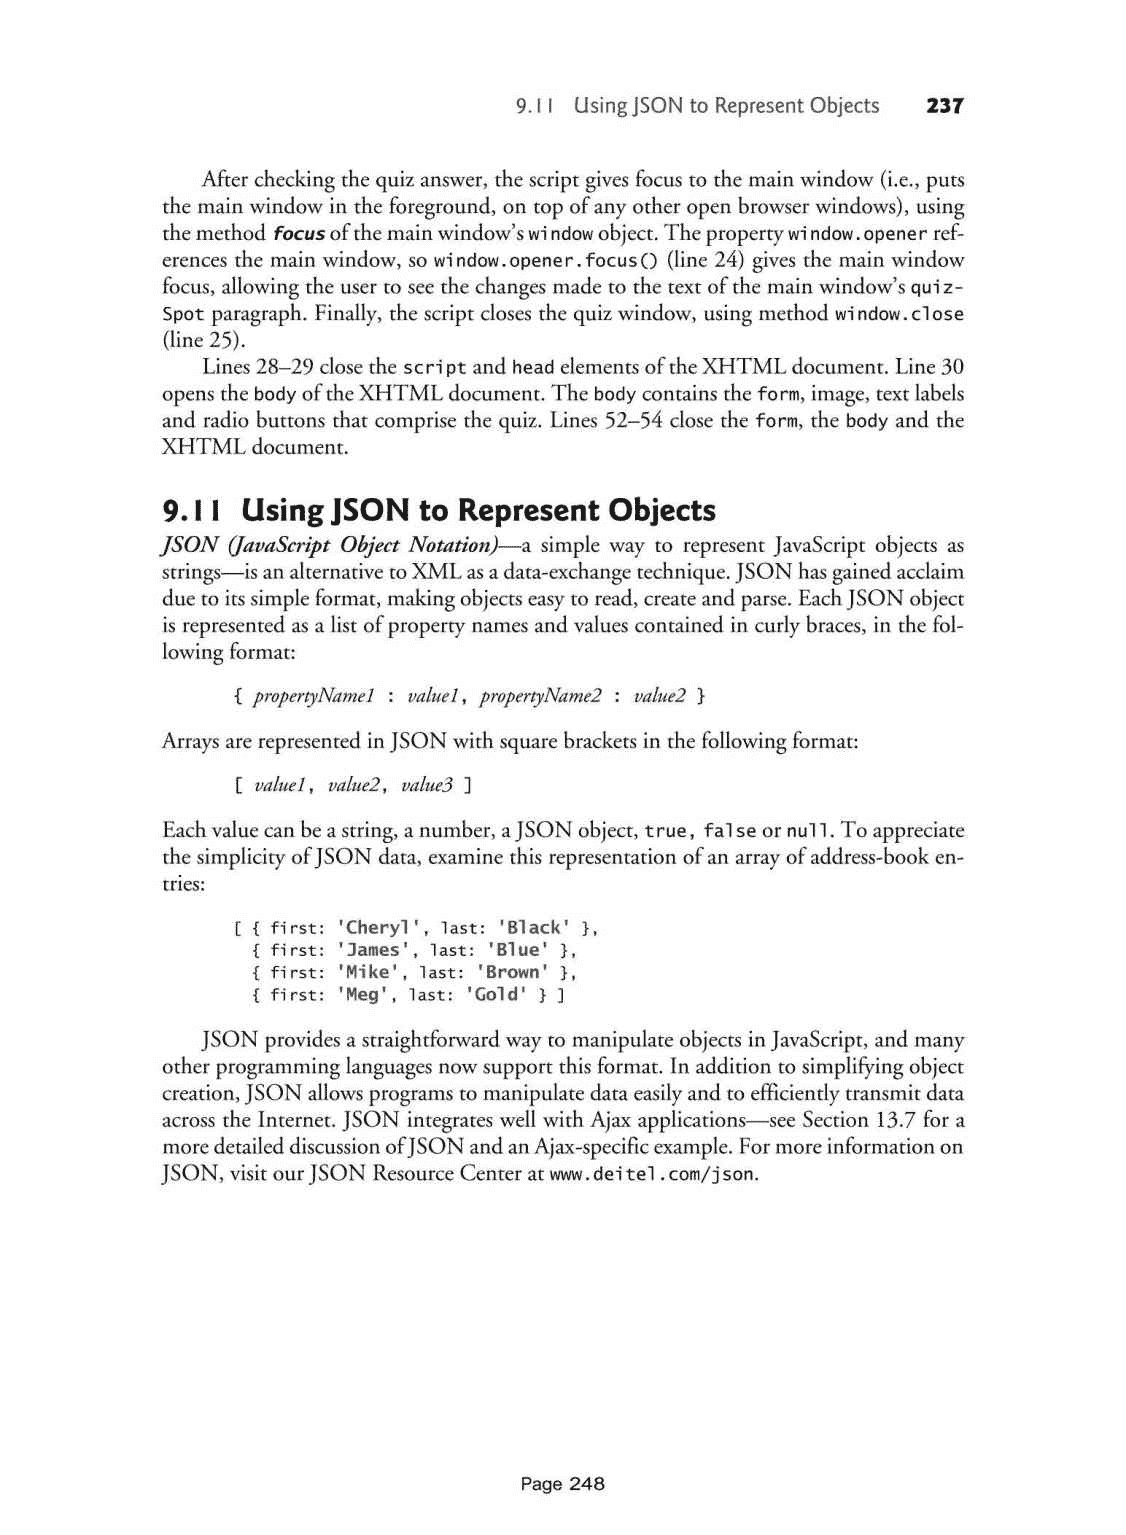 9.11 Using JSON to Represent Objects 237
After checking the quiz answer, the script gives focus to the main window (i.e., puts
the main window in the foreground, on top of any other open browser windows), using
the method focus of the main window’s window object. The property window.opener ref-
erences the main window, so window.opener.focus() (line 24) gives the main window
focus, allowing the user to see the changes made to the text of the main window’s quiz-
Spot paragraph. Finally, the script closes the quiz window, using method window.close
(line 25).
Lines 28–29 close the script and head elements of the XHTML document. Line 30
opens the body of the XHTML document. The body contains the form, image, text labels
and radio buttons that comprise the quiz. Lines 52–54 close the form, the body and the
XHTML document.
9.11 Using JSON to Represent Objects
JSON (JavaScript Object Notation)—a simple way to represent JavaScript objects as
strings—is an alternative to XML as a data-exchange technique. JSON has gained acclaim
due to its simple format, making objects easy to read, create and parse. Each JSON object
is represented as a list of property names and values contained in curly braces, in the fol-
lowing format:
{ propertyName1 : value1, propertyName2 : value2 }
Arrays are represented in JSON with square brackets in the following format:
[ value1, value2, value3 ]
Each value can be a string, a number, a JSON object, true, false or null. To appreciate
the simplicity of JSON data, examine this representation of an array of address-book en-
tries:
[ { first: 'Cheryl', last: 'Black' },
{ first: 'James', last: 'Blue' },
{ first: 'Mike', last: 'Brown' },
{ first: 'Meg', last: 'Gold' } ]
JSON provides a straightforward way to manipulate objects in JavaScript, and many
other programming languages now support this format. In addition to simplifying object
creation, JSON allows programs to manipulate data easily and to efficiently transmit data
across the Internet. JSON integrates well with Ajax applications—see Section 13.7 for a
more detailed discussion of JSON and an Ajax-specific example. For more information on
JSON, visit our JSON Resource Center at www.deitel.com/json.
Page 248